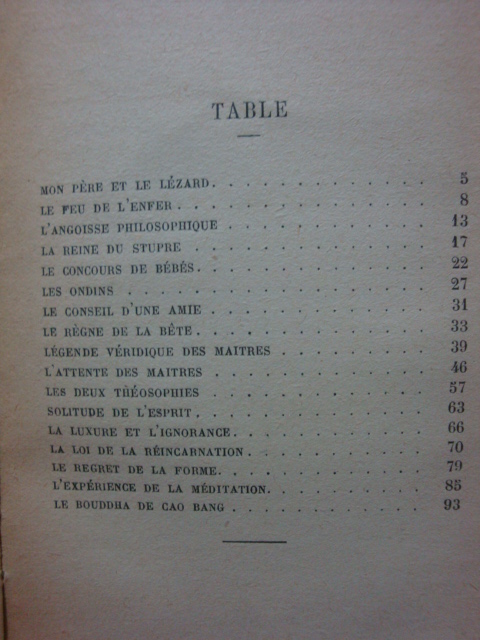 TABLE
MON PÈRE ET LE LÉZARD. . . . . . . . . . . . . . 5
LE FEU DE L'ENFER. . . . . . . . . . . . . . . . 8
L'ANGOISSE PHILOSOPHIQUE . . . . . . . . . . . . 13
LA REINE DU STUPRE . . . . . . . . . . . . . . . 17
LE CONCOURS DE BÉBÉS. . . . . . . . . . . . . . 22
LES ONDINS . . . . . . . . . . . . . . . . . . . 27
LE CONSEIL D'UNE AMIE . . . . . . . . . . . . . 31
LE RÈGNE DE LA BÊTE . . . . . . . . . . . . . . 33
LÉGENDE VÉRIDIQUE DES MAITRES . . . . . . . . . 39
L'ATTENTE DES MAITRES . . . . . . . . . . . . . 46
LES DEUX THÉOSOPHIES . . . . . . . . . . . . . . 57
SOLITUDE DE L'ESPRIT. . . . . . . . . . . . . . 63
LA LUXURE ET L'IGNORANCE. . . . . . . . . . . . 66
LA LOI DE LA RÉINCARNATION . . . . . . . . . . . 70
LE REGRET DE LA FORME. . . . . . . . . . . . . . 79
L'EXPÉRIENCE DE LA MÉDITATION. . . . . . . . . . 85
LE BOUDDHA DE CAO BANG . . . . . . . . . . . . . 93